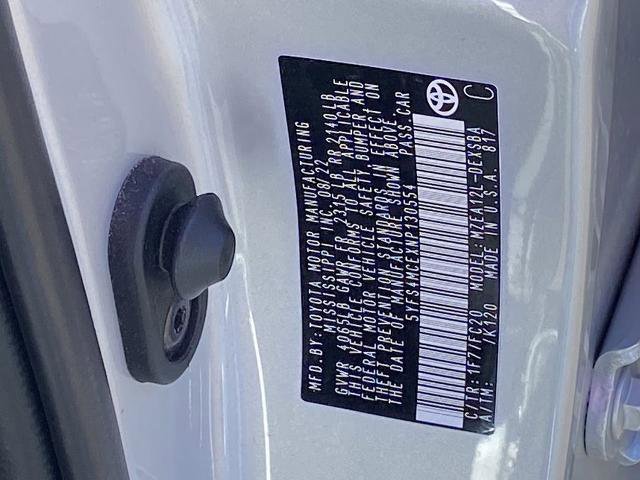 MFD.BY: TOYOTA MOTOR MANUFACTURING
MISSISSIPPI INC. 08/22
GVWR 4065LB GAWR FR 2305 LB RR 2140LB
THIS VEHICLE CONFORMS TO ALL APPLICABLE
FEDERAL MOTOR VEHICLE SAFETY, BUMPER, AND
THEFT PREVENTION STANDARDS IN EFFECT ON
THE DATE OF MANUFACTURE SHOWN ABOVE.
5YFS4MCEXNP130554 PASS.CAR
C/TR: 1F7/FC20 MODEL: MZEA12L-DEXSBA
A/TM: /K120 MADE IN U.S.A. 817
C